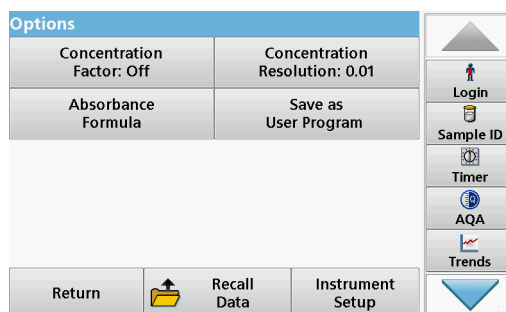 Options
Concentration
Factor: Off
Concentration
Resolution: 0.01
Absorbance
Formula
Save as
User Program
Return
Recall
Data
Instrument
Setup
Login
Sample ID
Timer
AQA
Trends